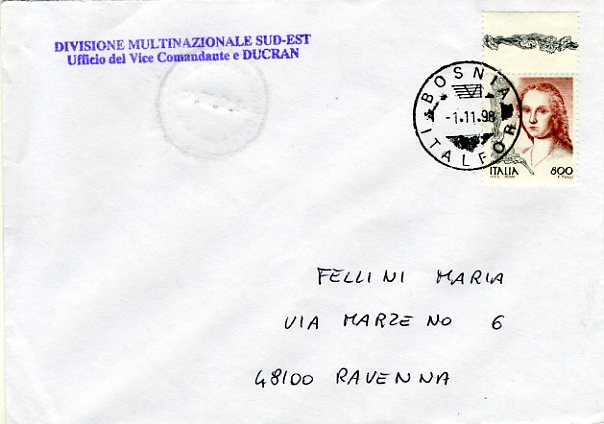 DIVISIONE MULTINAZIONALE SUD-EST
Ufficio del Vice Comandante e DUCRAN
BOSNIA
-1.11.98
ITALFOR
ITALIA 800
FELLINI MARIA
VIA MARZENO 6
48100 RAVENNA